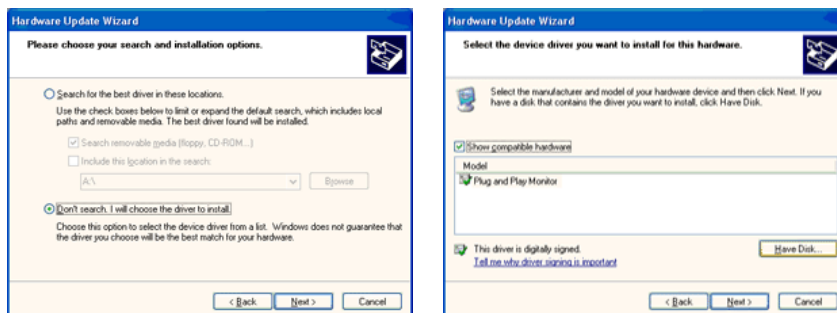 Hardware Update Wizard
Please choose your search and installation options.
Search for the best driver in these locations.
Use the check boxes below to limit or expand the default search, which includes local
paths and removable media. The best driver found will be installed.
Search removable media (floppy, CD-ROM...)
Include this location in the search:
A:\
Browse
Don't search. I will choose the driver to install.
Choose this option to select the device driver from a list. Windows does not guarantee that
the driver you choose will be the best match for your hardware.
< Back Next > Cancel
Hardware Update Wizard
Select the device driver you want to install for this hardware.
Select the manufacturer and model of your hardware device and then click Next. If you
have a disk that contains the driver you want to install, click Have Disk.
Show compatible hardware
Model
Plug and Play Monitor
This driver is digitally signed.
Tell me why driver signing is important
Have Disk...
< Back Next > Cancel